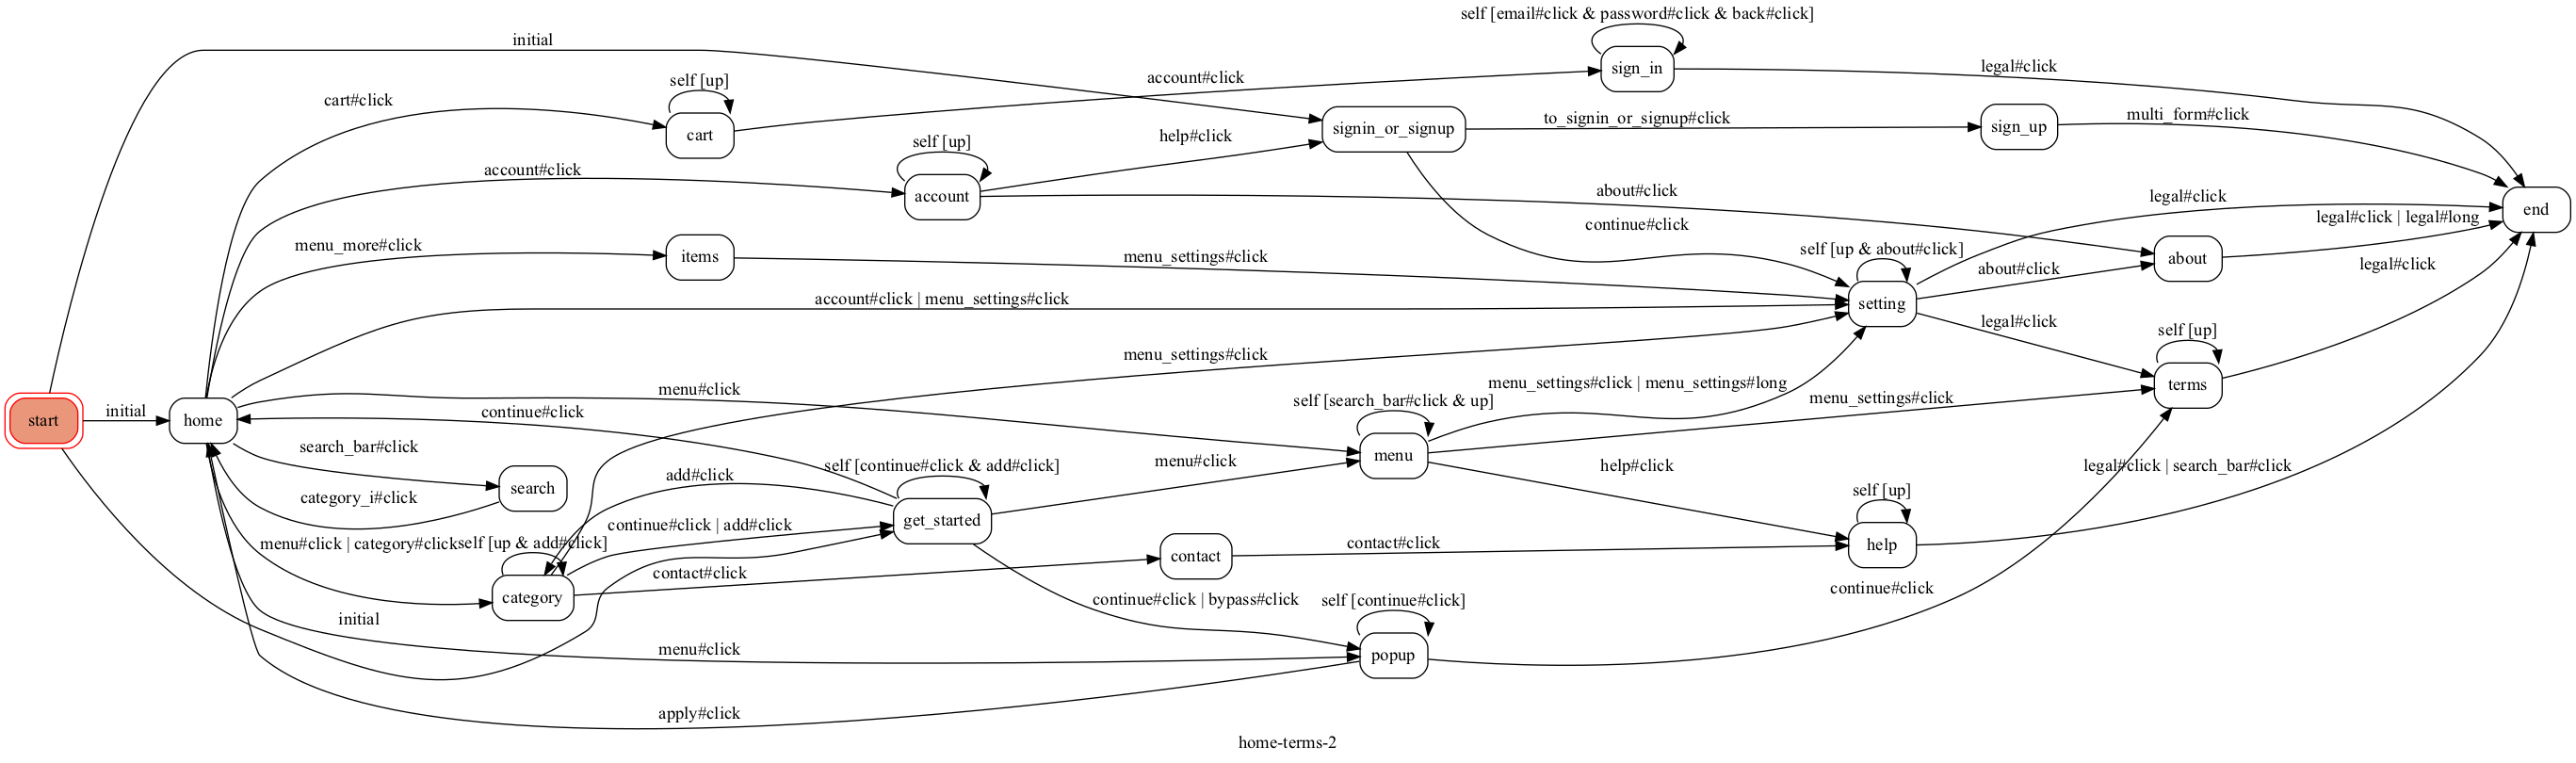 self [email#click & password#click & back#click]
initial
sign_in
legal#click
self [up]
account#click
cart#click
cart
signin_or_signup
to_signin_or_signup#click
sign_up
multi_form#click
help#click
self [up]
account#click
account
about#click
legal#click
end
continue#click
legal#click | legal#long
menu_more#click
items
menu_settings#click
self [up & about#click]
about#click
about
legal#click
account#click | menu_settings#click
setting
legal#click
self [up]
menu_settings#click
terms
menu#click
menu_settings#click | menu_settings#long
menu_settings#click
start
initial
home
continue#click
self [search_bar#click & up]
menu
search_bar#click
menu#click
help#click
legal#click | search_bar#click
self [continue#click & add#click]
add#click
search
category_i#click
self [up]
get_started
continue#click | add#click
help
menu#click | category#click
self [up & add#click]
contact
contact#click
contact#click
category
continue#click
continue#click | bypass#click
self [continue#click]
initial
menu#click
popup
apply#click
home-terms-2